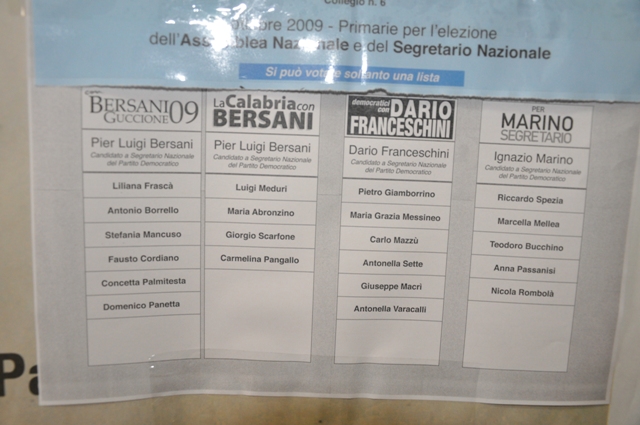 Collegio n. 6
2009 - Primarie per l'elezione
dell'Assemblea Nazionale e del Segretario Nazionale
Si può votare soltanto una lista
BERSANI09
GUCCIONE
Pier Luigi Bersani
Candidato a Segretario Nazionale
del Partito Democratico
Liliana Frascà
Antonio Borrello
Stefania Mancuso
Fausto Cordiano
Concetta Palmitesta
Domenico Panetta
LaCalabriacon
BERSANI
Pier Luigi Bersani
Candidato a Segretario Nazionale
del Partito Democratico
Luigi Meduri
Maria Abronzino
Giorgio Scarfone
Carmelina Pangallo
democratici con DARIO
FRANCESCHINI
Dario Franceschini
Candidato a Segretario Nazionale
del Partito Democratico
Pietro Giamborrino
Maria Grazia Messineo
Carlo Mazzù
Antonella Sette
Giuseppe Macrì
Antonella Varacalli
PER
MARINO
SEGRETARIO
Ignazio Marino
Candidato a Segretario Nazionale
del Partito Democratico
Riccardo Spezia
Marcella Mellea
Teodoro Bucchino
Anna Passanisi
Nicola Rombolà